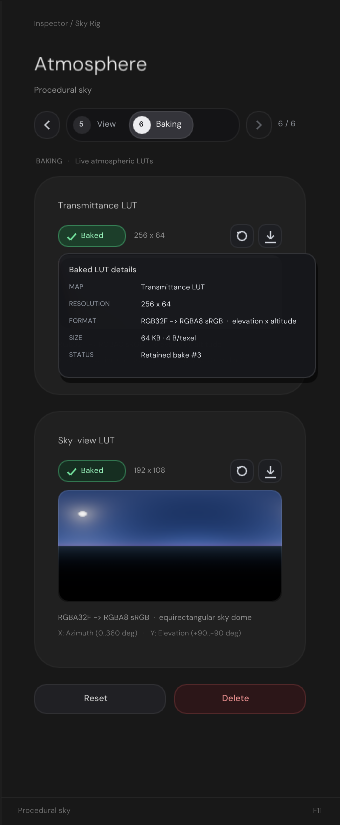 Inspector / Sky Rig
Atmosphere
Procedural sky
5 View 6 Baking 6 / 6
BAKING · Live atmospheric LUTs
Transmittance LUT
Baked 256 x 64
Baked LUT details
MAP Transmittance LUT
RESOLUTION 256 x 64
FORMAT RGB32F -> RGBA8 sRGB · elevation x altitude
SIZE 64 KB · 4 B/texel
STATUS Retained bake #3
Sky view LUT
Baked 192 x 108
RGBA32F -> RGBA8 sRGB · equirectangular sky dome
X: Azimuth (0..360 deg) Y: Elevation (+90..-90 deg)
Reset Delete
Procedural sky